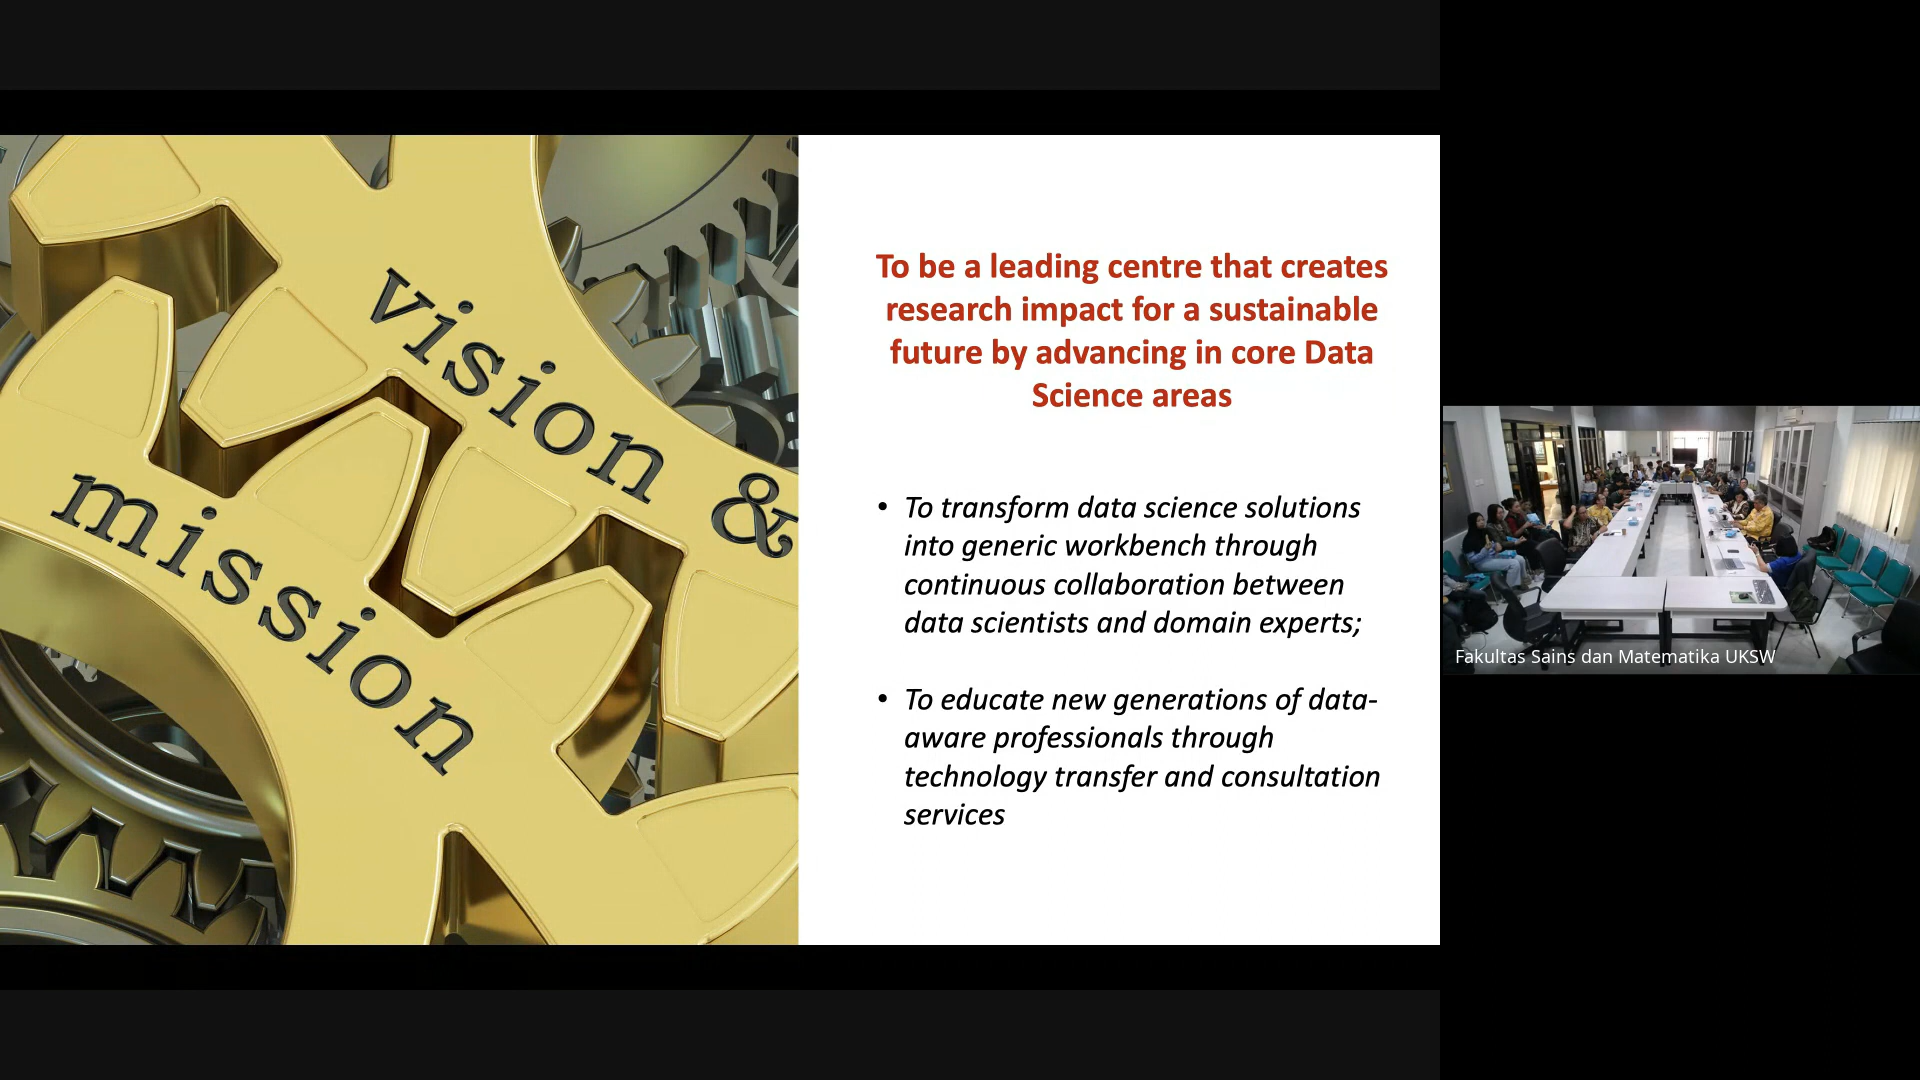 vision &
mission
To be a leading centre that creates
research impact for a sustainable
future by advancing in core Data
Science areas
• To transform data science solutions
into generic workbench through
continuous collaboration between
data scientists and domain experts;
• To educate new generations of data-
aware professionals through
technology transfer and consultation
services
Fakultas Sains dan Matematika UKSW